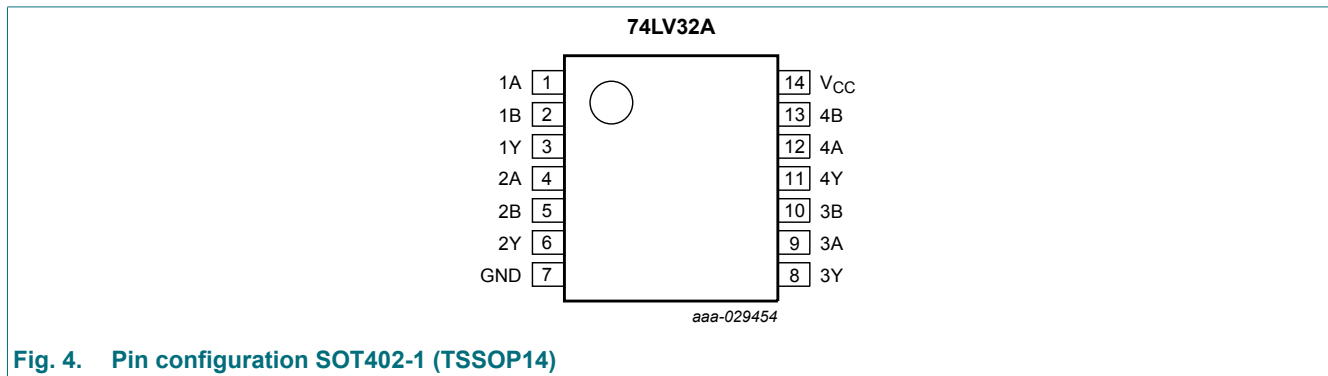 74LV32A
1A 1 14 VCC
1B 2 13 4B
1Y 3 12 4A
2A 4 11 4Y
2B 5 10 3B
2Y 6 9 3A
GND 7 8 3Y
aaa-029454
Fig. 4. Pin configuration SOT402-1 (TSSOP14)